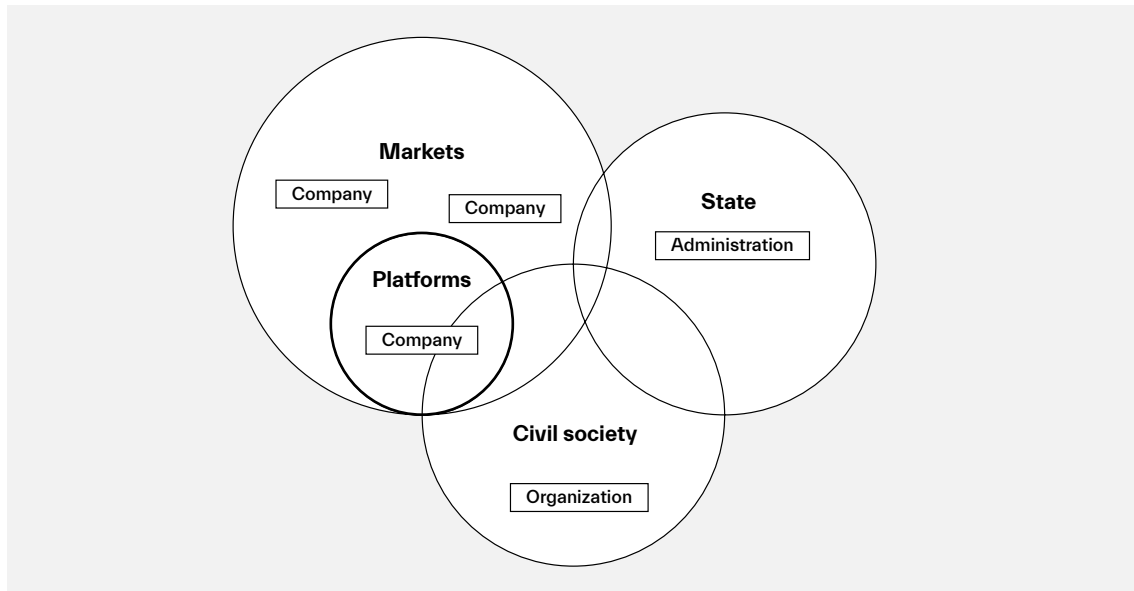 Markets
Company
Company
State
Administration
Platforms
Company
Civil society
Organization